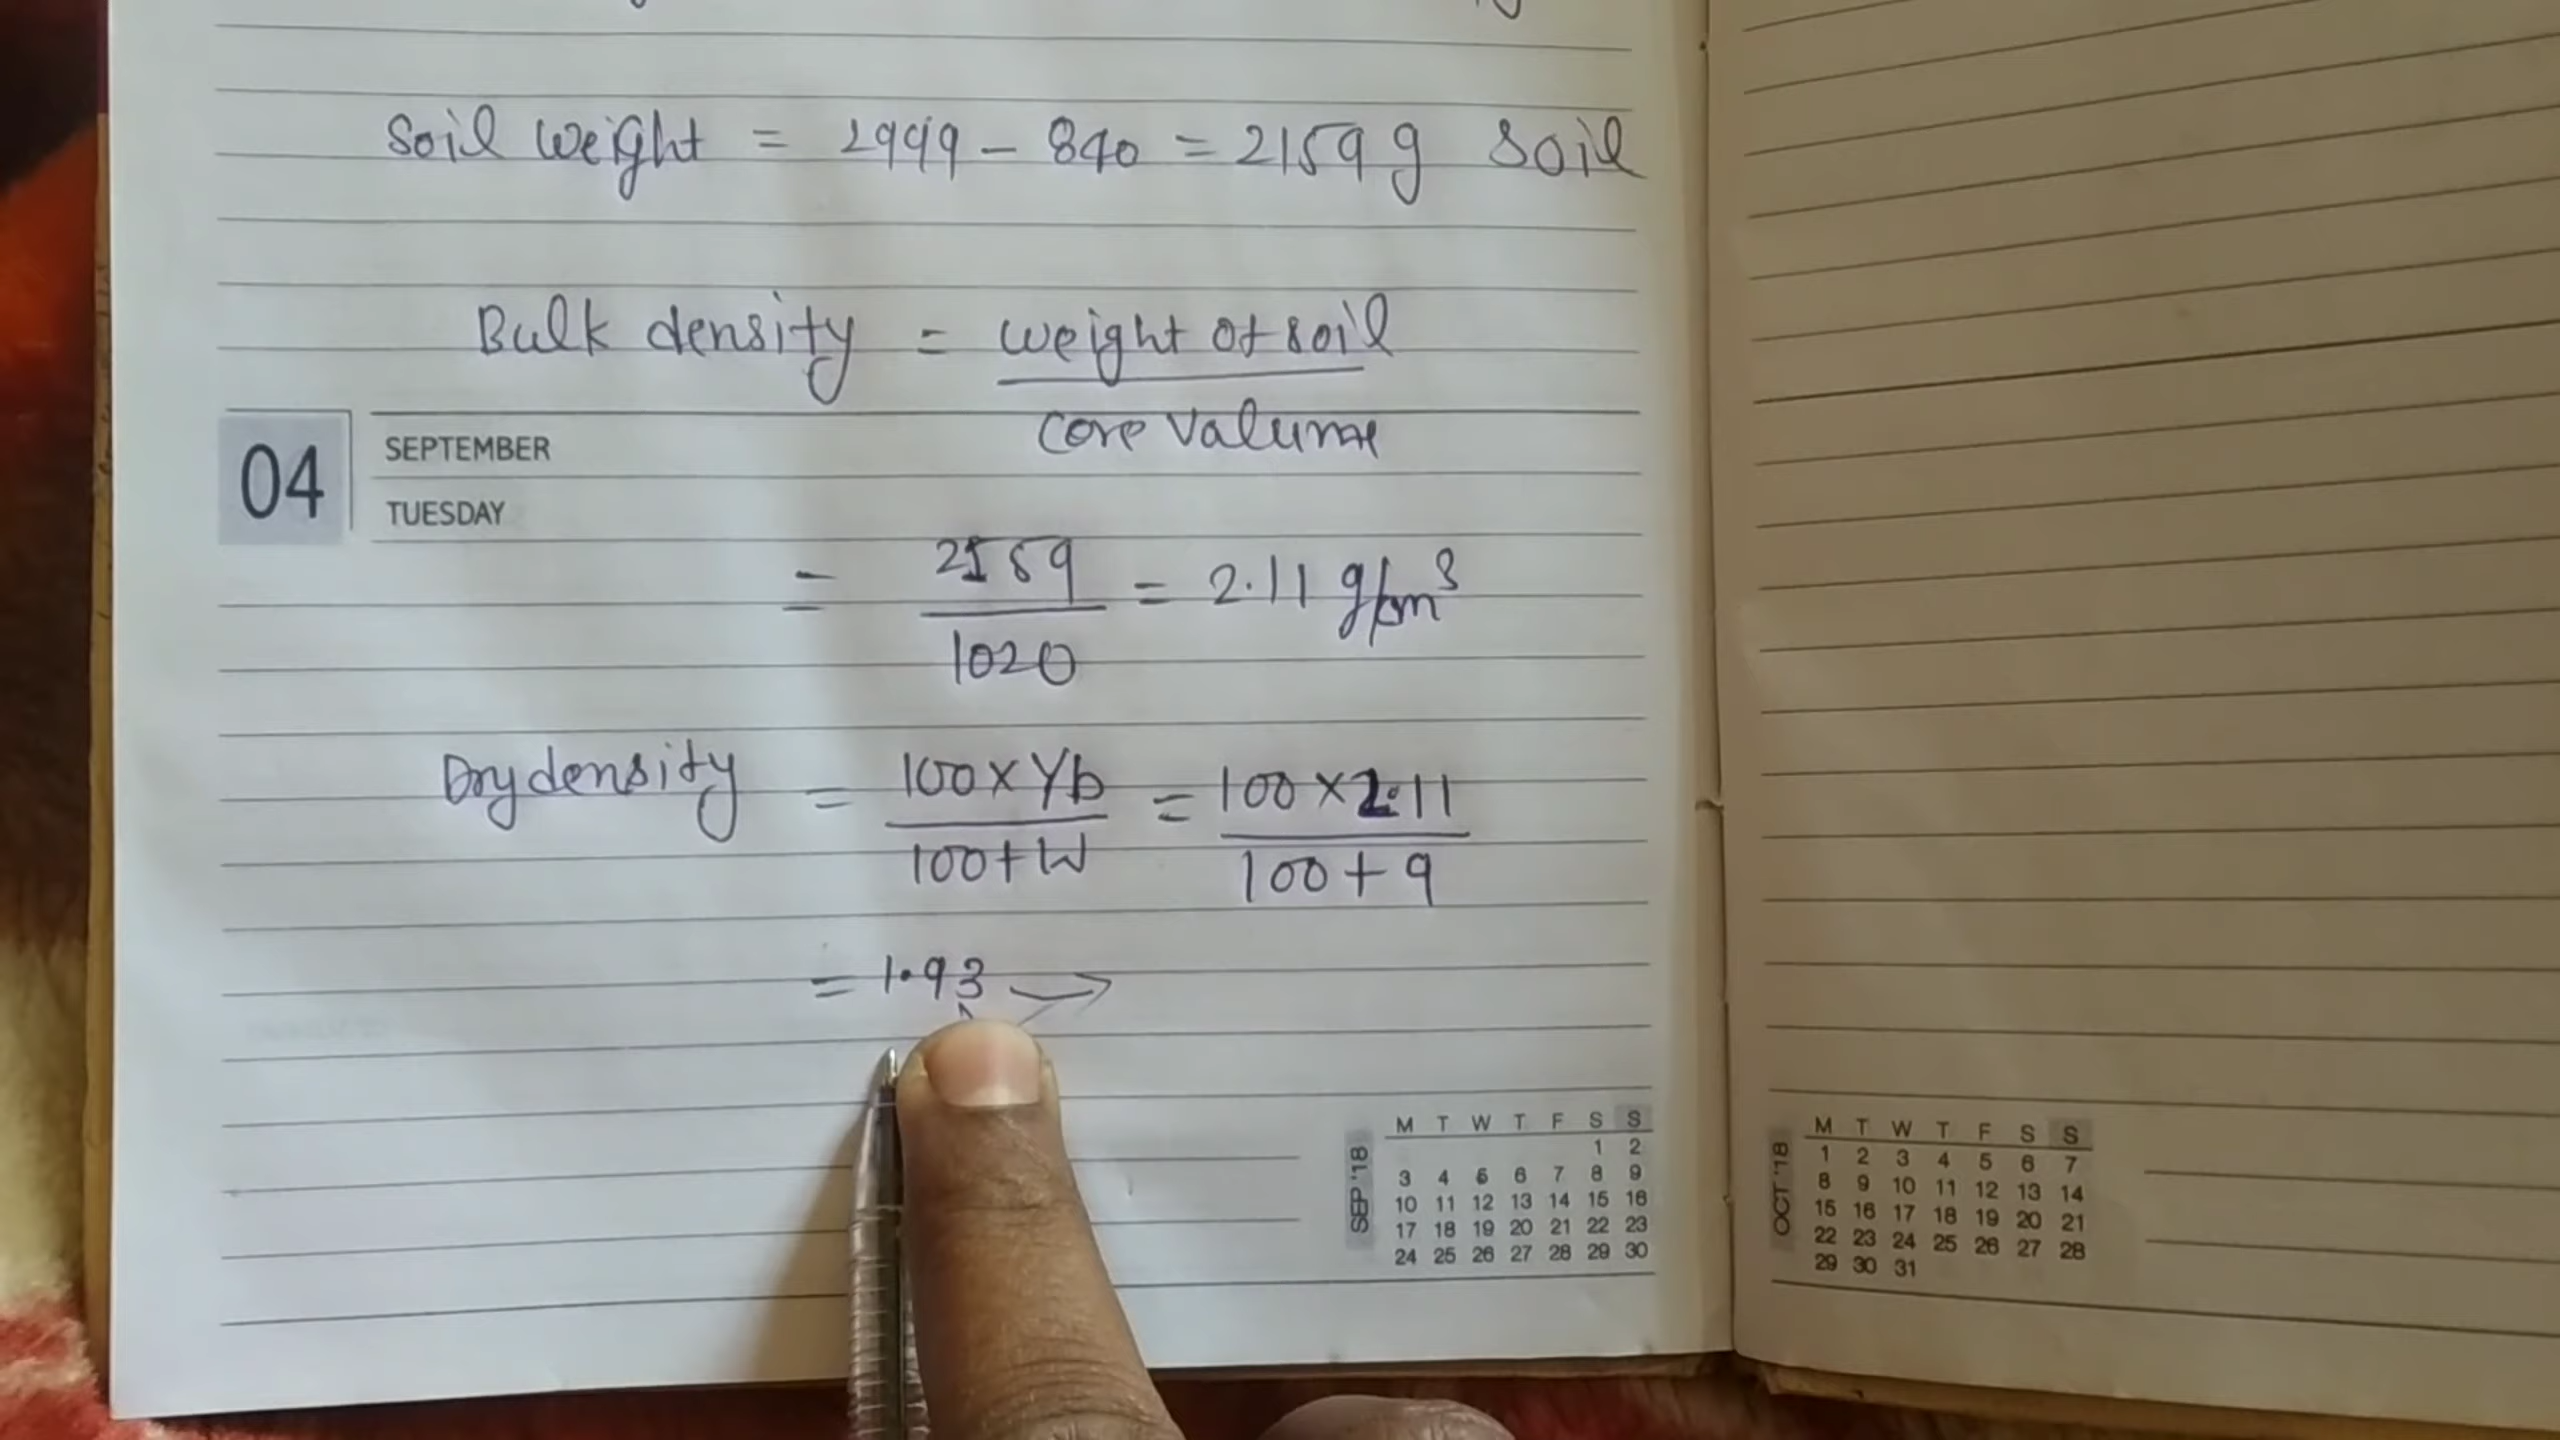 Soil weight = 2999 - 840 = 2159 g soil
Bulk density = weight of soil
core valume
04 SEPTEMBER
TUESDAY
= 2159 = 2.11 g/cm³
1020
Dry density = 100 x Yb = 100 x 2.11
100 + W 100 + 9
= 1.93
SEP '18
M T W T F S S
1 2
3 4 5 6 7 8 9
10 11 12 13 14 15 16
17 18 19 20 21 22 23
24 25 26 27 28 29 30
OCT '18
M T W T F S S
1 2 3 4 5 6 7
8 9 10 11 12 13 14
15 16 17 18 19 20 21
22 23 24 25 26 27 28
29 30 31